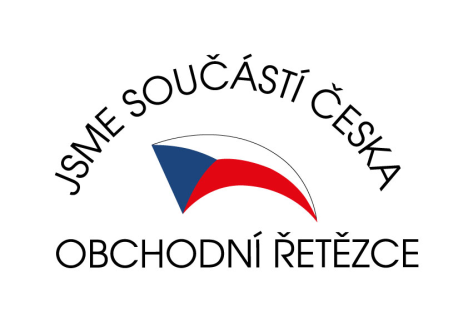 JSME SOUČÁSTÍ ČESKA
OBCHODNÍ ŘETĚZCE